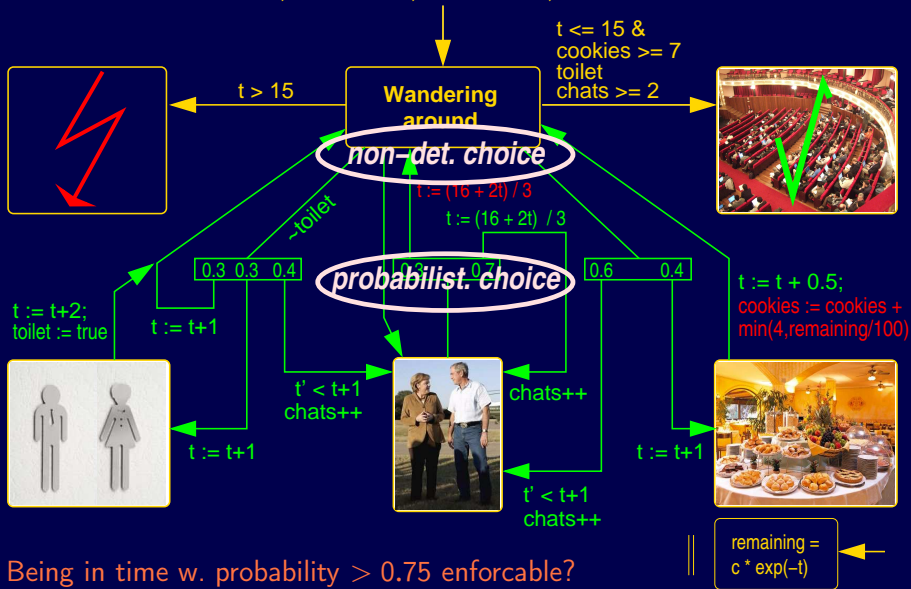 t <= 15 &
cookies >= 7
toilet
chats >= 2
t > 15
Wandering
around
non-det. choice
t := (16 + 2t) / 3
t := (16 + 2t) / 3
~toilet
0.3 0.3 0.4
probabilist. choice
0.3 0.7
0.6 0.4
t := t + 0.5;
cookies := cookies +
min(4,remaining/100)
t := t+2;
toilet := true
t := t+1
t' < t+1
chats++
chats++
t := t+1
t := t+1
t' < t+1
chats++
remaining =
c * exp(-t)
||
Being in time w. probability > 0.75 enforcable?